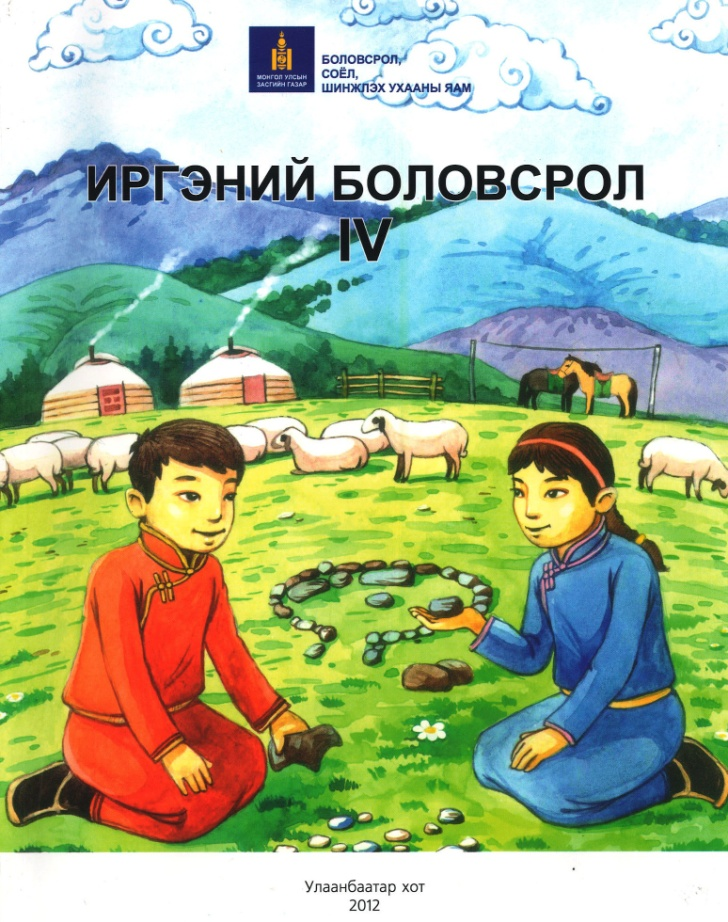 МОНГОЛ УЛСЫН
ЗАСГИЙН ГАЗАР
БОЛОВСРОЛ,
СОЁЛ,
ШИНЖЛЭХ УХААНЫ ЯАМ
ИРГЭНИЙ БОЛОВСРОЛ
IV
Улаанбаатар хот
2012